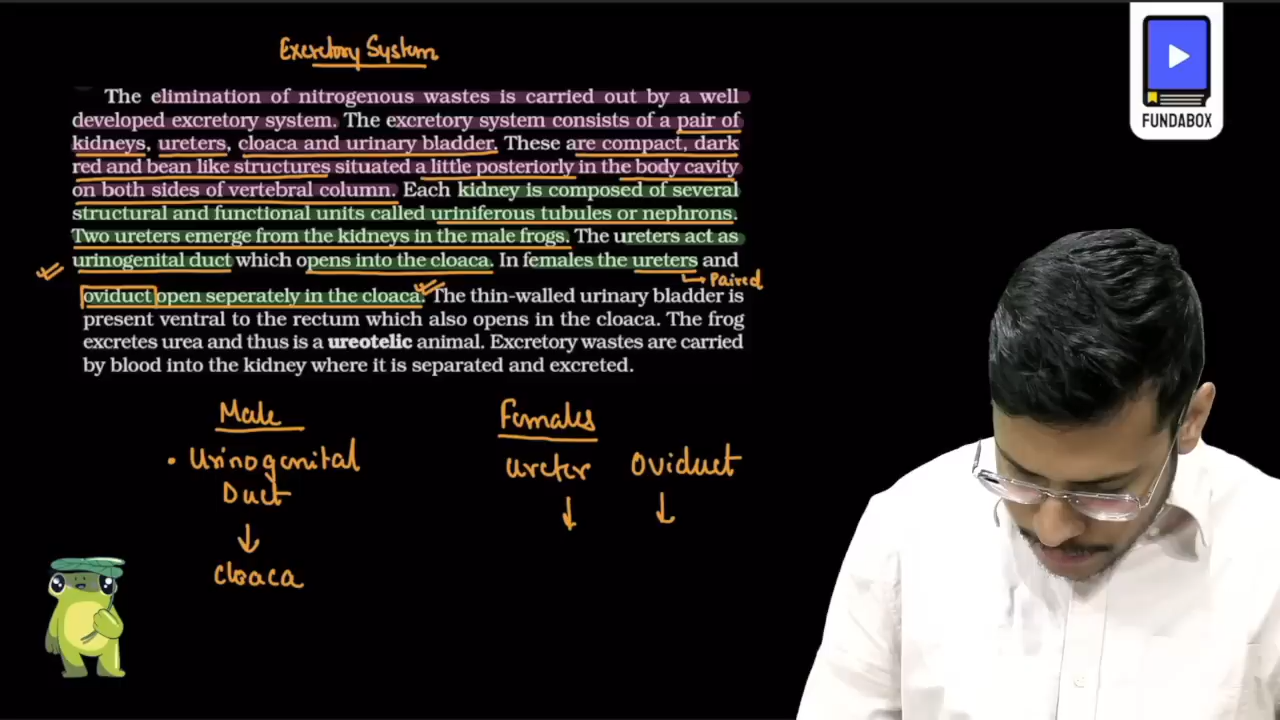 Excretory System
The elimination of nitrogenous wastes is carried out by a well
developed excretory system. The excretory system consists of a pair of
kidneys, ureters, cloaca and urinary bladder. These are compact, dark
red and bean like structures situated a little posteriorly in the body cavity
on both sides of vertebral column. Each kidney is composed of several
structural and functional units called uriniferous tubules or nephrons.
Two ureters emerge from the kidneys in the male frogs. The ureters act as
urinogenital duct which opens into the cloaca. In females the ureters and
Paired
oviduct open seperately in the cloaca. The thin-walled urinary bladder is
present ventral to the rectum which also opens in the cloaca. The frog
excretes urea and thus is a ureotelic animal. Excretory wastes are carried
by blood into the kidney where it is separated and excreted.
Male
• Urinogenital
Duct
↓
cloaca
Females
ureter Oviduct
↓ ↓
FUNDABOX